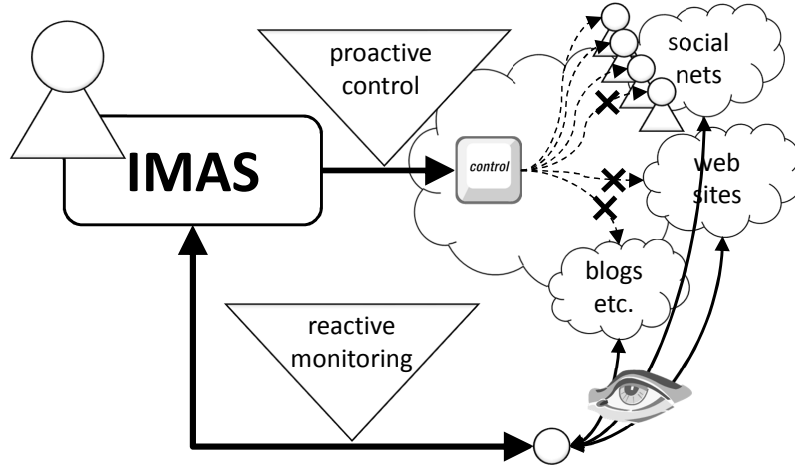 proactive
control
social
nets
IMAS
control
web
sites
blogs
etc.
reactive
monitoring